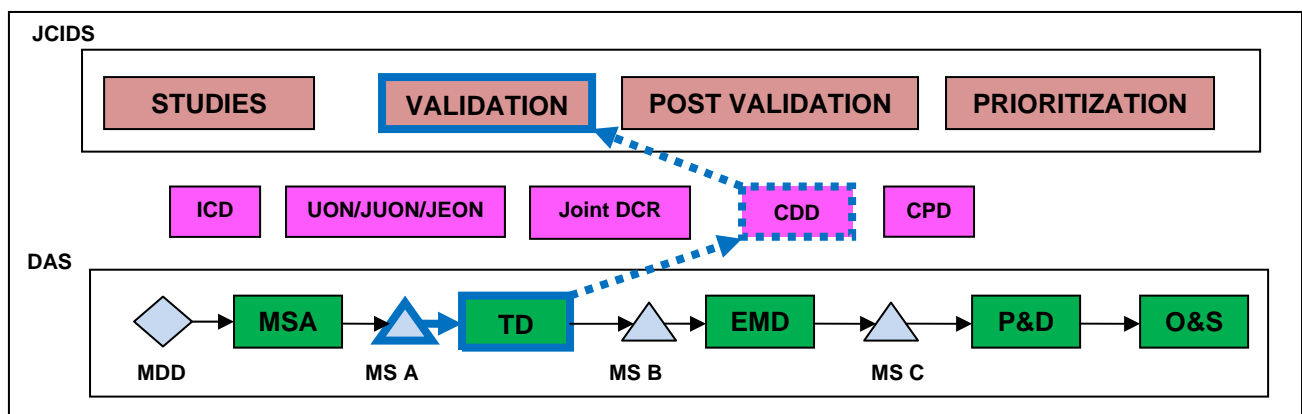 JCIDS
STUDIES VALIDATION POST VALIDATION PRIORITIZATION
ICD UON/JUON/JEON Joint DCR CDD CPD
DAS
MSA TD EMD P&D O&S
MDD MS A MS B MS C